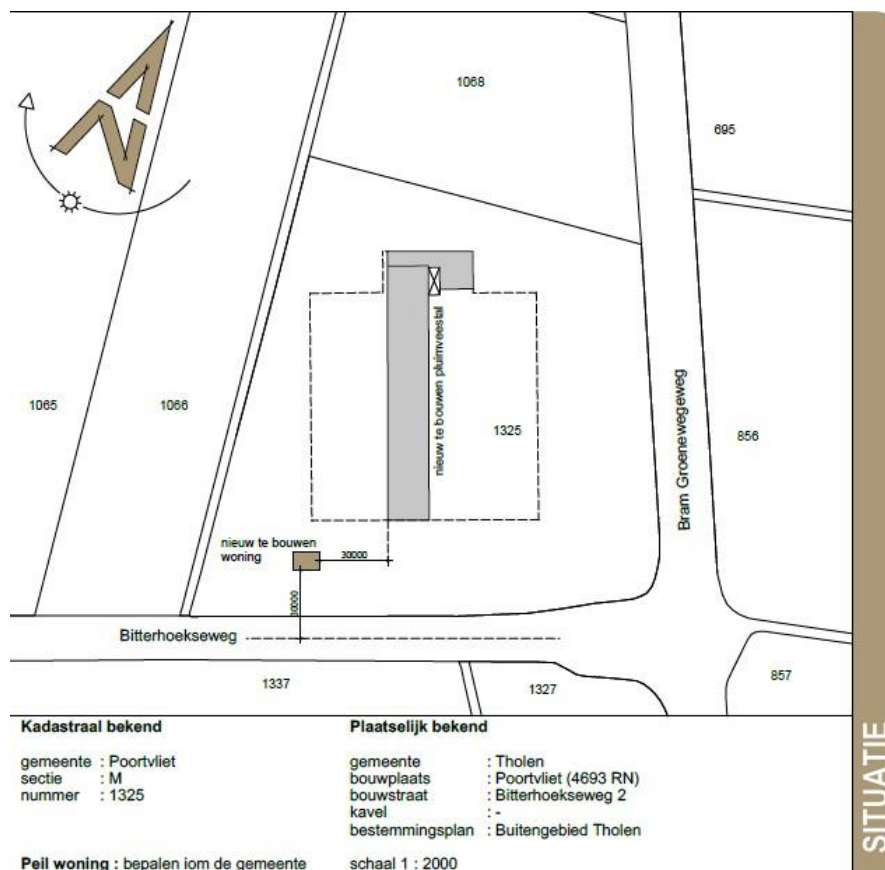 1068
695
1065
1066
nieuw te bouwen pluimveestal
1325
Bram Groenewegeweg
856
nieuw te bouwen
woning
30000
30000
Bitterhoekseweg
1337
1327
857
Kadastraal bekend
gemeente : Poortvliet
sectie : M
nummer : 1325
Peil woning : bepalen iom de gemeente
Plaatselijk bekend
gemeente : Tholen
bouwplaats : Poortvliet (4693 RN)
bouwstraat : Bitterhoekseweg 2
kavel : -
bestemmingsplan : Buitengebied Tholen
schaal 1 : 2000
SITUATIE